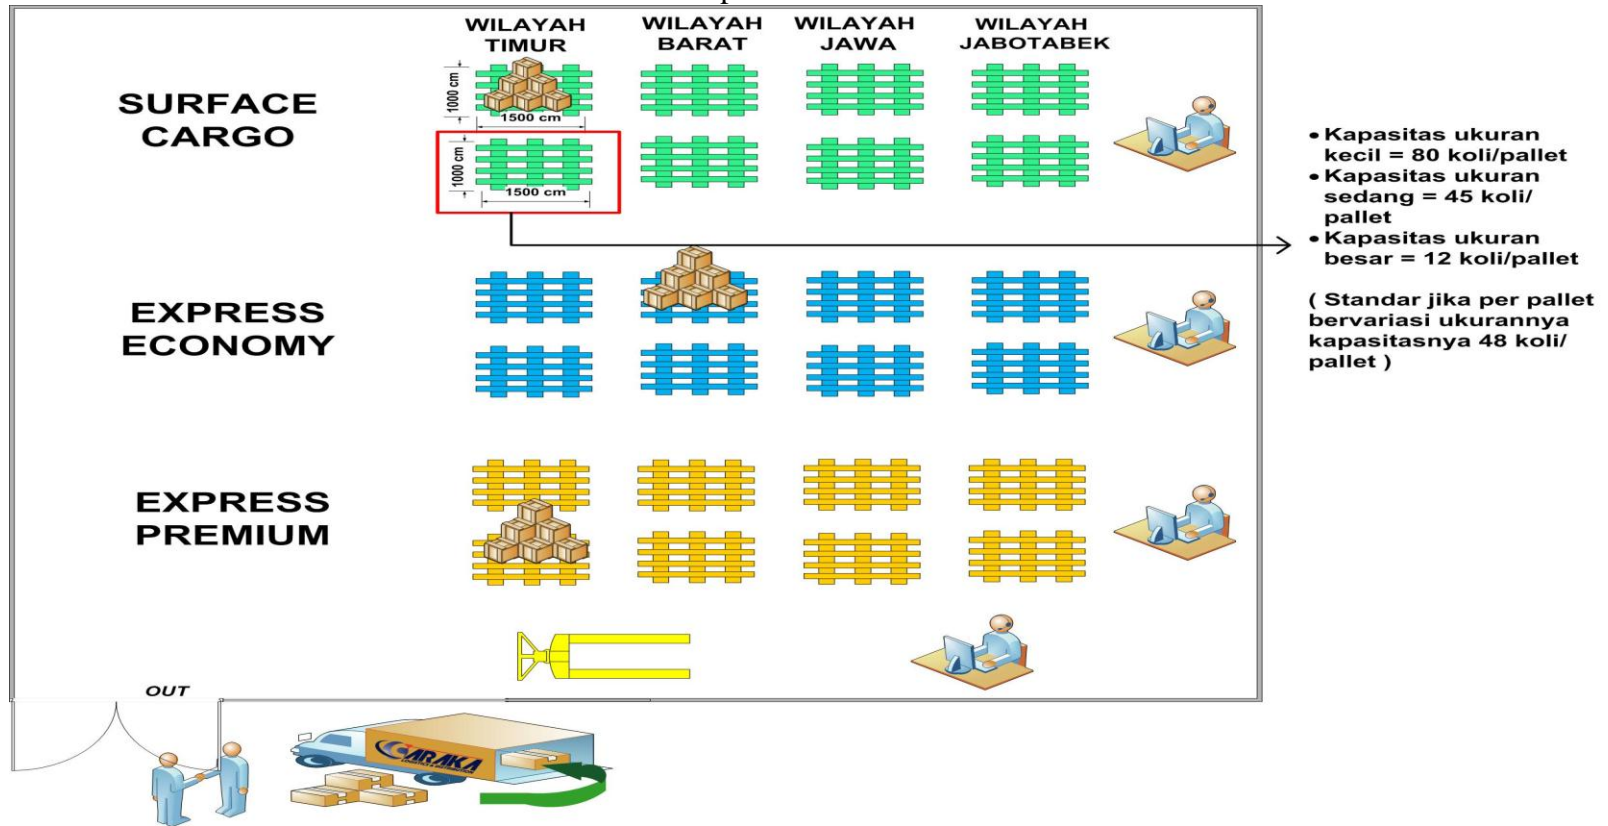 WILAYAH
TIMUR
WILAYAH
BARAT
WILAYAH
JAWA
WILAYAH
JABOTABEK
SURFACE
CARGO
1000 cm
1500 cm
1000 cm
1500 cm
• Kapasitas ukuran
kecil = 80 koli/pallet
• Kapasitas ukuran
sedang = 45 koli/
pallet
• Kapasitas ukuran
besar = 12 koli/pallet
( Standar jika per pallet
bervariasi ukurannya
kapasitasnya 48 koli/
pallet )
EXPRESS
ECONOMY
EXPRESS
PREMIUM
OUT
CARAKA